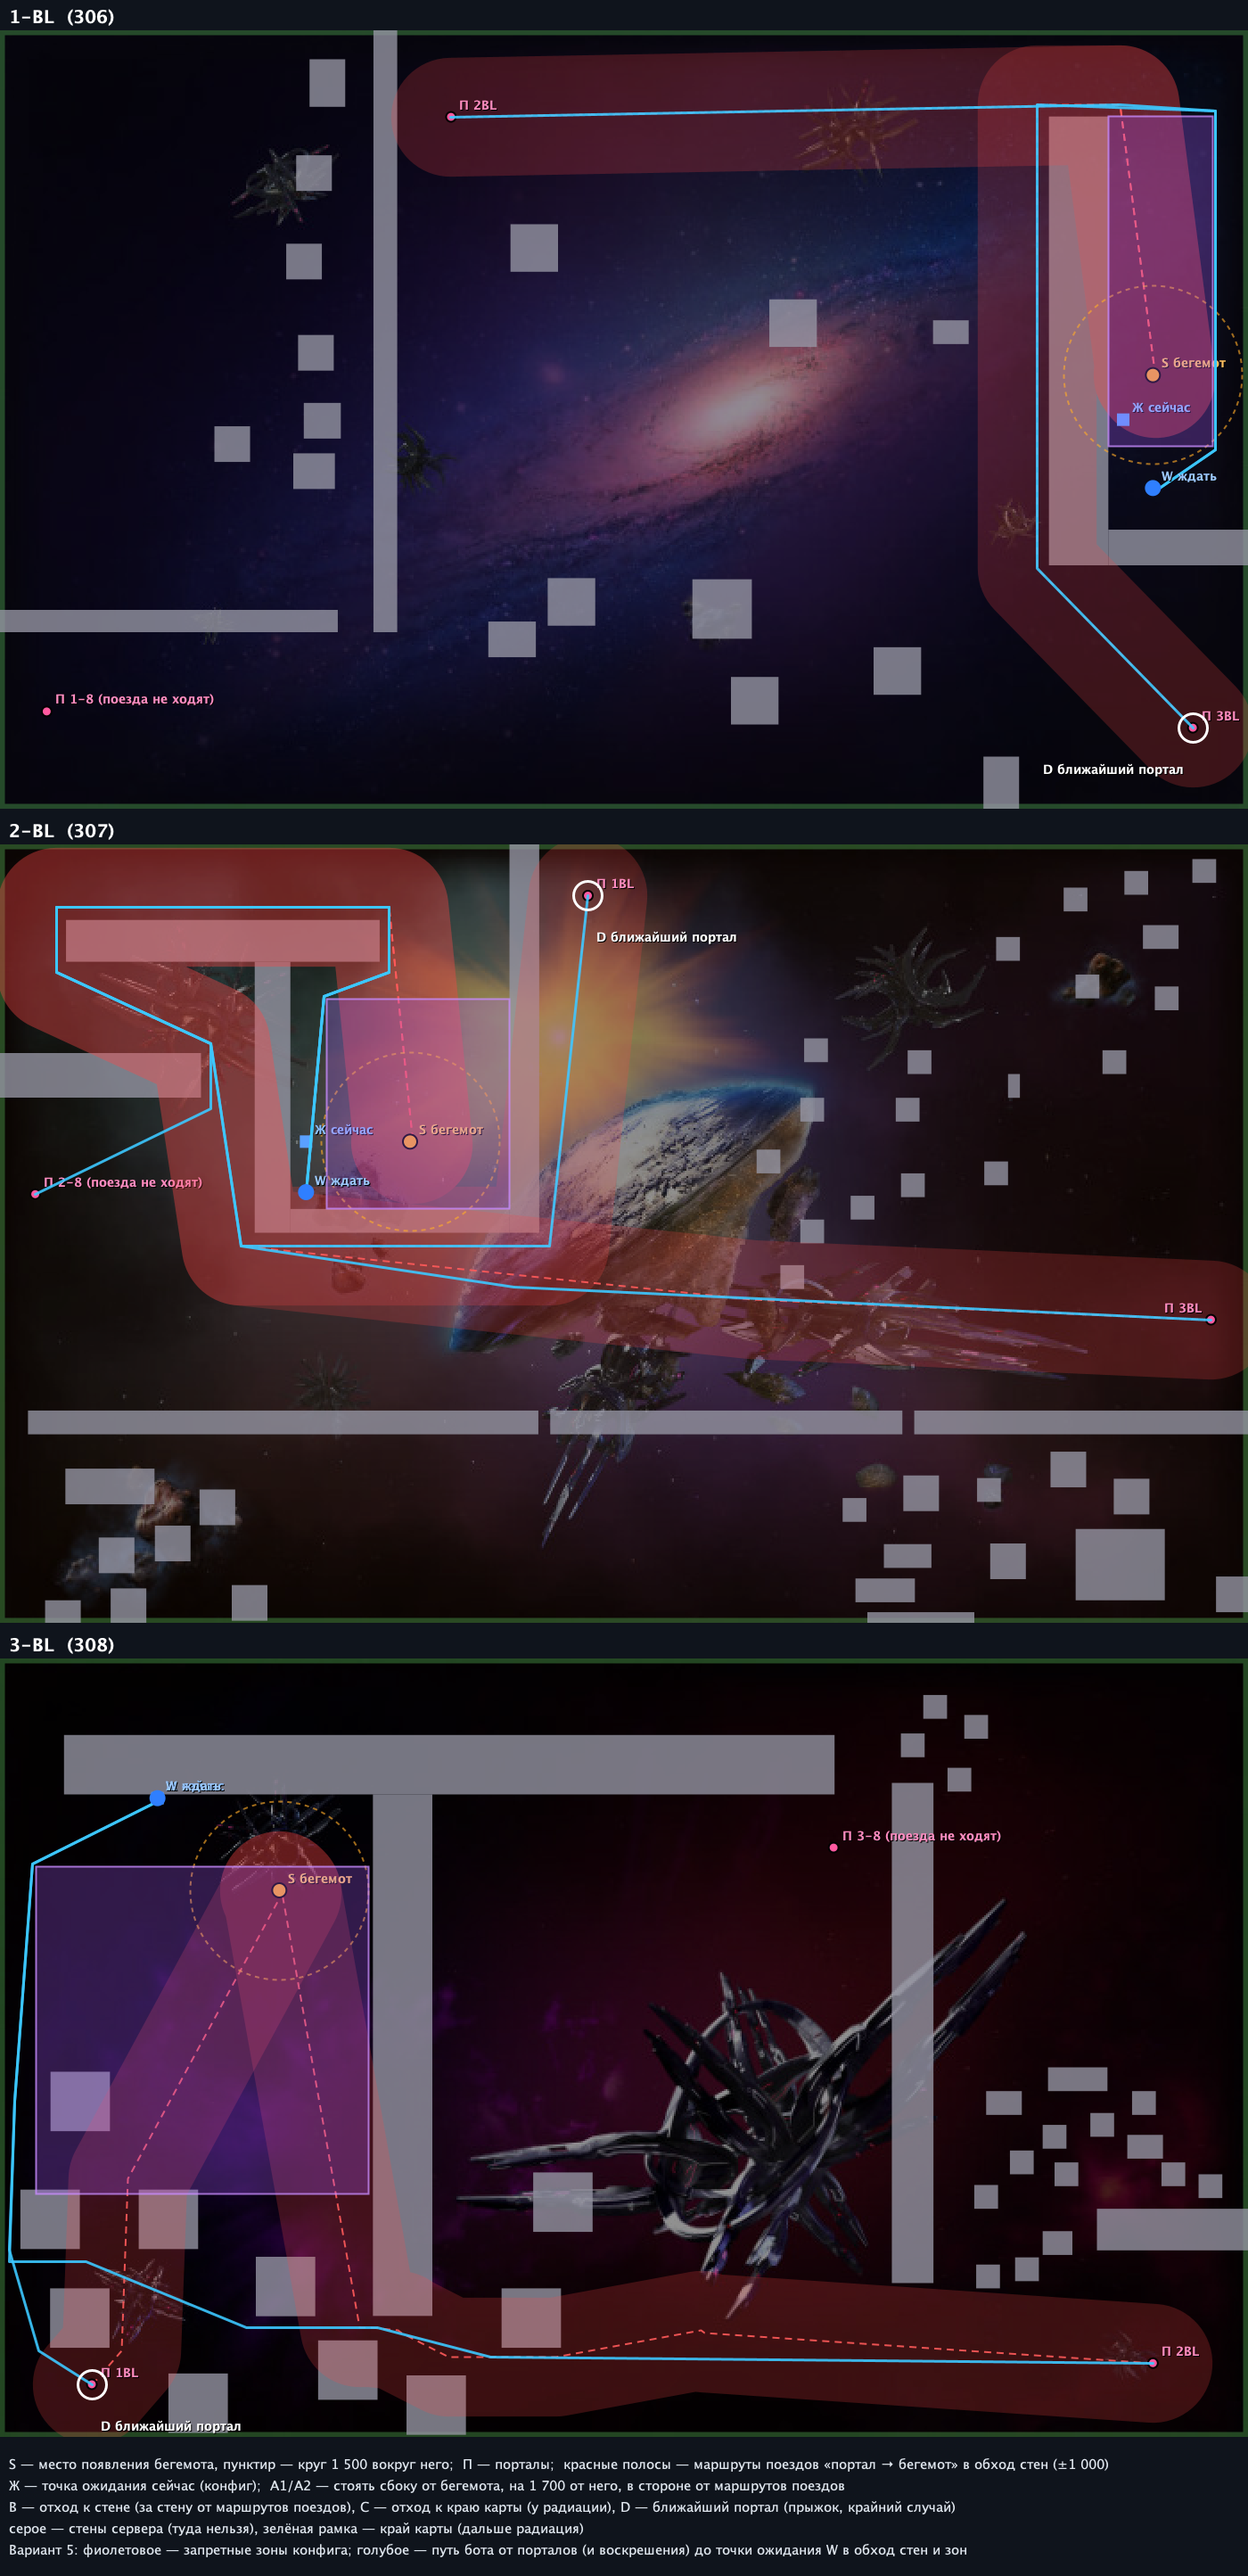 1-BL (306)
П 2BL
S бегемот
Ж сейчас
W ждать
П 1-8 (поезда не ходят)
П 3BL
D ближайший портал
2-BL (307)
П 1BL
D ближайший портал
Ж сейчас
S бегемот
W ждать
П 2-8 (поезда не ходят)
П 3BL
3-BL (308)
W ждать
П 3-8 (поезда не ходят)
S бегемот
П 2BL
П 1BL
D ближайший портал
S — место появления бегемота, пунктир — круг 1 500 вокруг него; П — порталы; красные полосы — маршруты поездов «портал → бегемот» в обход стен (±1 000)
Ж — точка ожидания сейчас (конфиг); A1/A2 — стоять сбоку от бегемота, на 1 700 от него, в стороне от маршрутов поездов
B — отход к стене (за стену от маршрутов поездов), C — отход к краю карты (у радиации), D — ближайший портал (прыжок, крайний случай)
серое — стены сервера (туда нельзя), зелёная рамка — край карты (дальше радиация)
Вариант 5: фиолетовое — запретные зоны конфига; голубое — путь бота от порталов (и воскрешения) до точки ожидания W в обход стен и зон